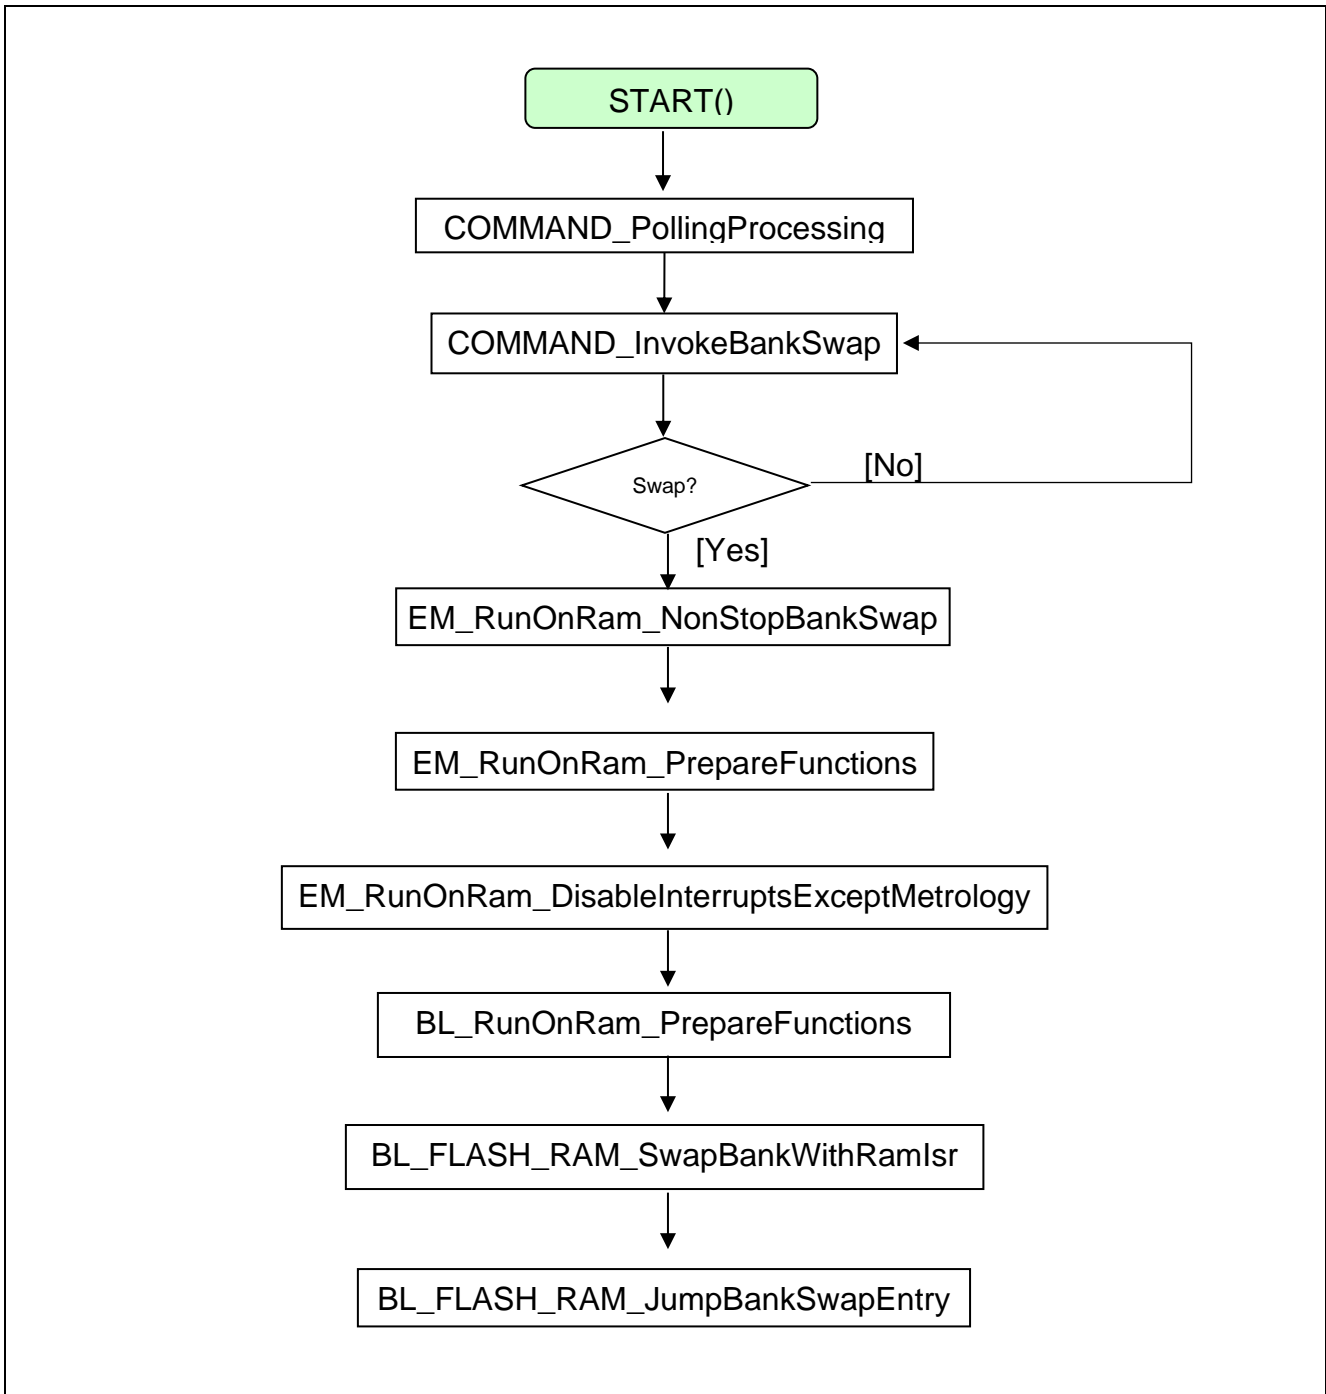 START()
COMMAND_PollingProcessing
COMMAND_InvokeBankSwap
Swap?
[No]
[Yes]
EM_RunOnRam_NonStopBankSwap
EM_RunOnRam_PrepareFunctions
EM_RunOnRam_DisableInterruptsExceptMetrology
BL_RunOnRam_PrepareFunctions
BL_FLASH_RAM_SwapBankWithRamIsr
BL_FLASH_RAM_JumpBankSwapEntry